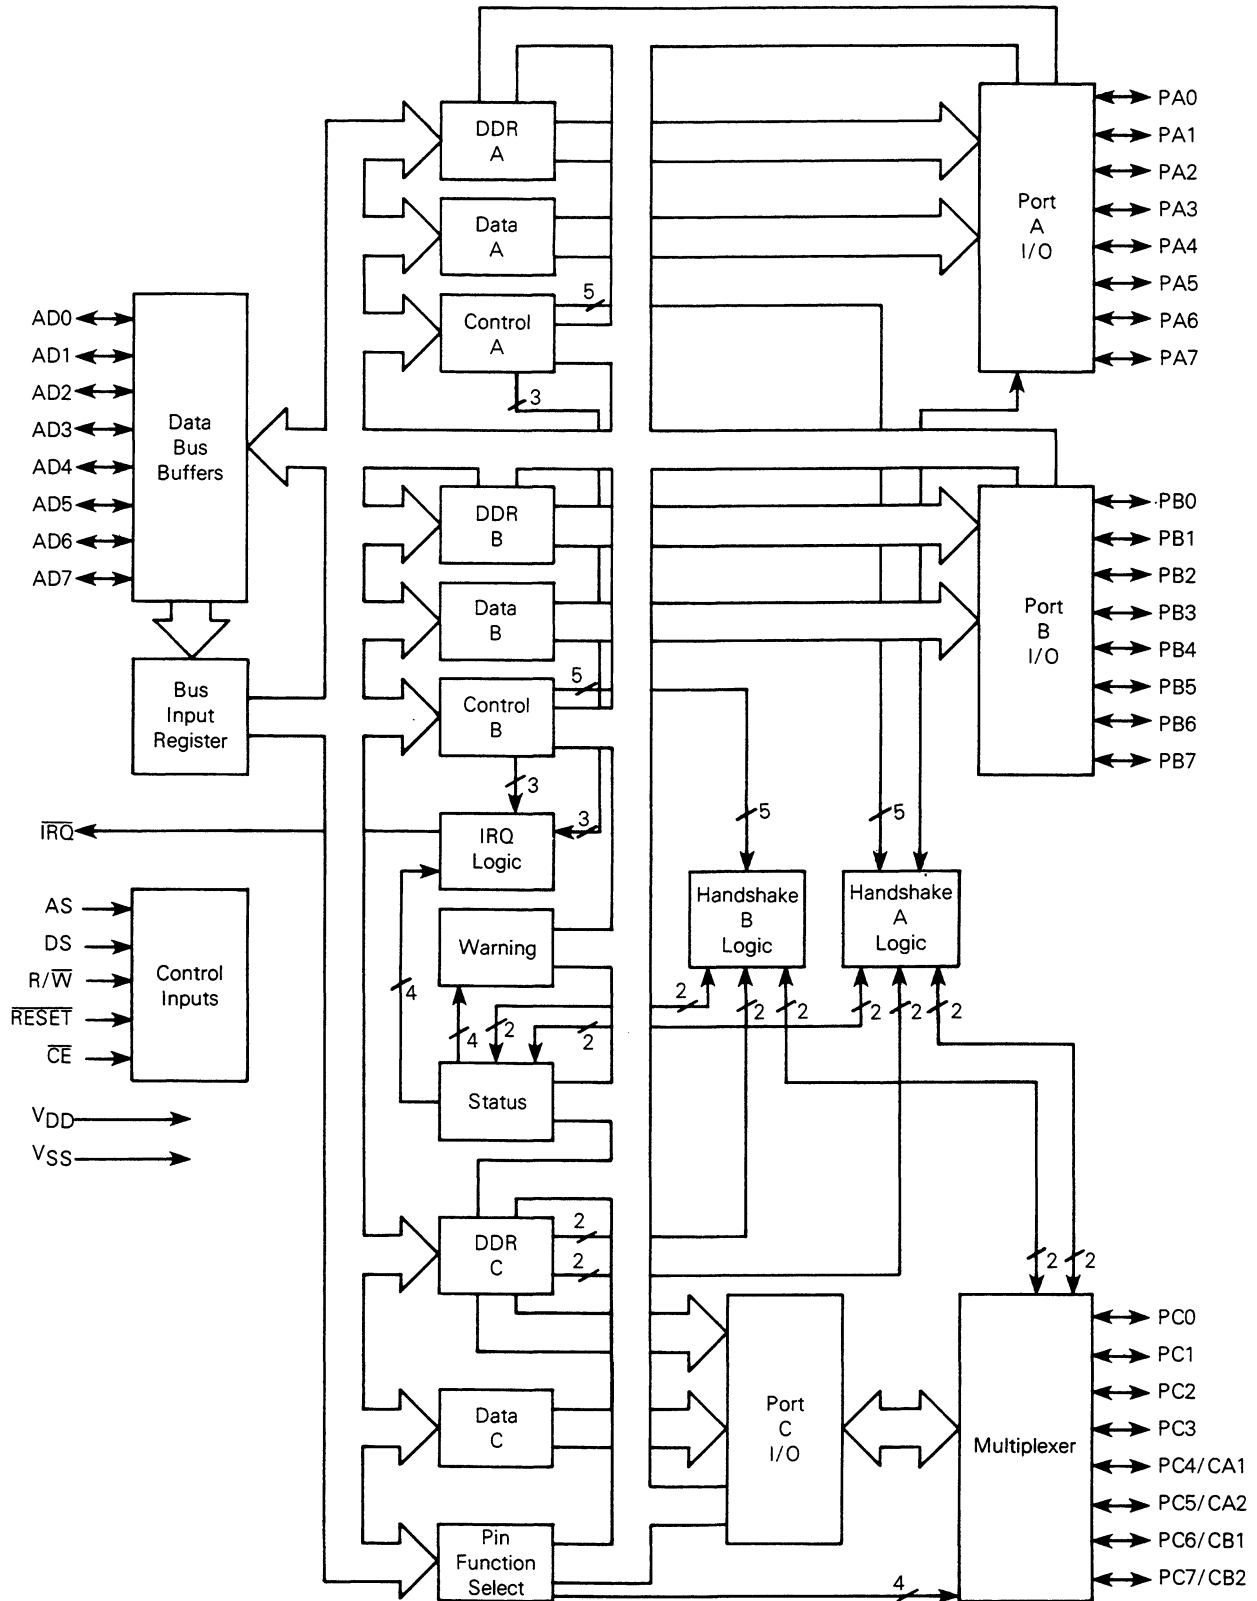 DDR
A
Data
A
5
Control
A
3
Port
A
I/O
PA0
PA1
PA2
PA3
PA4
PA5
PA6
PA7
AD0
AD1
AD2
AD3
AD4
AD5
AD6
AD7
Data
Bus
Buffers
DDR
B
Data
B
5
Control
B
3
Port
B
I/O
PB0
PB1
PB2
PB3
PB4
PB5
PB6
PB7
Bus
Input
Register
IRQ
IRQ
Logic
3
5
5
AS
DS
R/W
RESET
CE
Control
Inputs
VDD
VSS
Warning
4
4
2
2
Status
Handshake
B
Logic
2
2
2
Handshake
A
Logic
2
2
2
DDR
C
2
2
2
2
Data
C
Port
C
I/O
Multiplexer
PC0
PC1
PC2
PC3
PC4/CA1
PC5/CA2
PC6/CB1
PC7/CB2
Pin
Function
Select
4